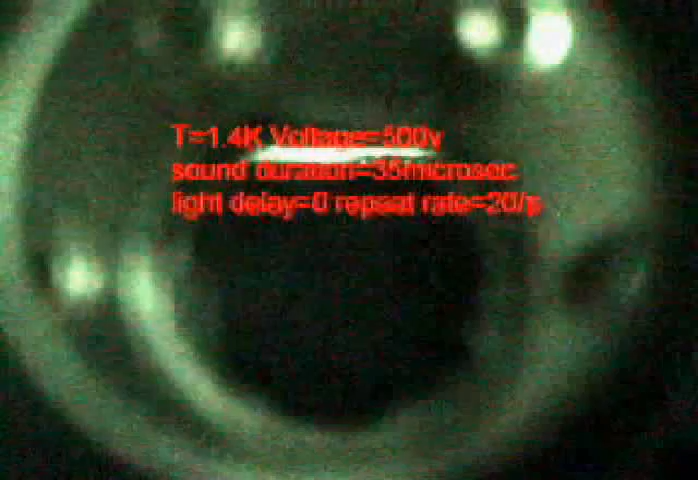 T=1.4K Voltage=500v
sound duration=35microsec
light delay=0 repeat rate=20/s